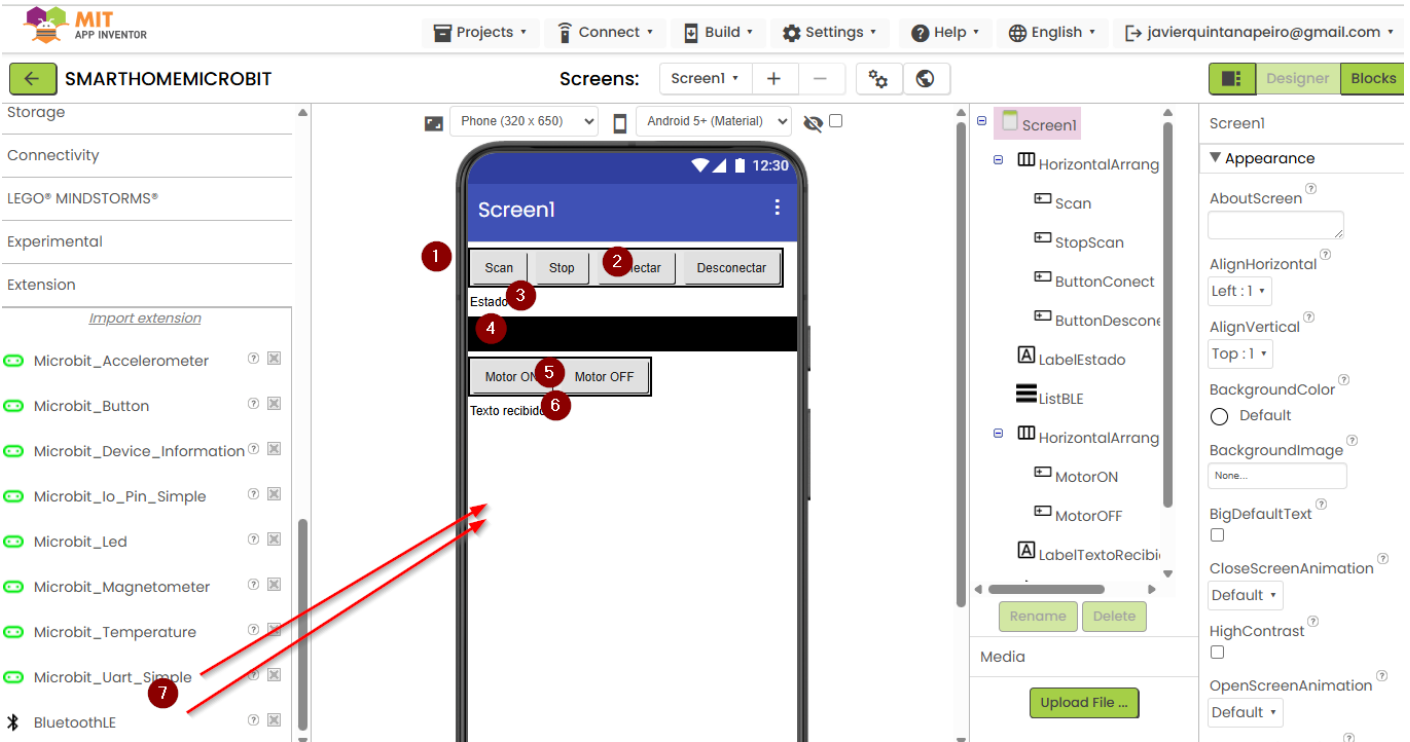 MIT
APP INVENTOR
Projects
Connect
Build
Settings
Help
English
javierquintanapeiro@gmail.com
SMARTHOMEMICROBIT
Screens:
Screen1
Designer
Blocks
Storage
Connectivity
LEGO® MINDSTORMS®
Experimental
Extension
Import extension
Microbit_Accelerometer
Microbit_Button
Microbit_Device_Information
Microbit_Io_Pin_Simple
Microbit_Led
Microbit_Magnetometer
Microbit_Temperature
Microbit_Uart_Simple
7
BluetoothLE
Phone (320 x 650)
Android 5+ (Material)
12:30
Screen1
1
Scan
Stop
2
ectar
Desconectar
Estado
3
4
Motor ON
5
Motor OFF
Texto recibido
6
Screen1
HorizontalArrang
Scan
StopScan
ButtonConect
ButtonDescone
LabelEstado
ListBLE
HorizontalArrang
MotorON
MotorOFF
LabelTextoRecibi
Rename
Delete
Media
Upload File ...
Screen1
Appearance
AboutScreen
AlignHorizontal
Left : 1
AlignVertical
Top : 1
BackgroundColor
Default
BackgroundImage
None...
BigDefaultText
CloseScreenAnimation
Default
HighContrast
OpenScreenAnimation
Default